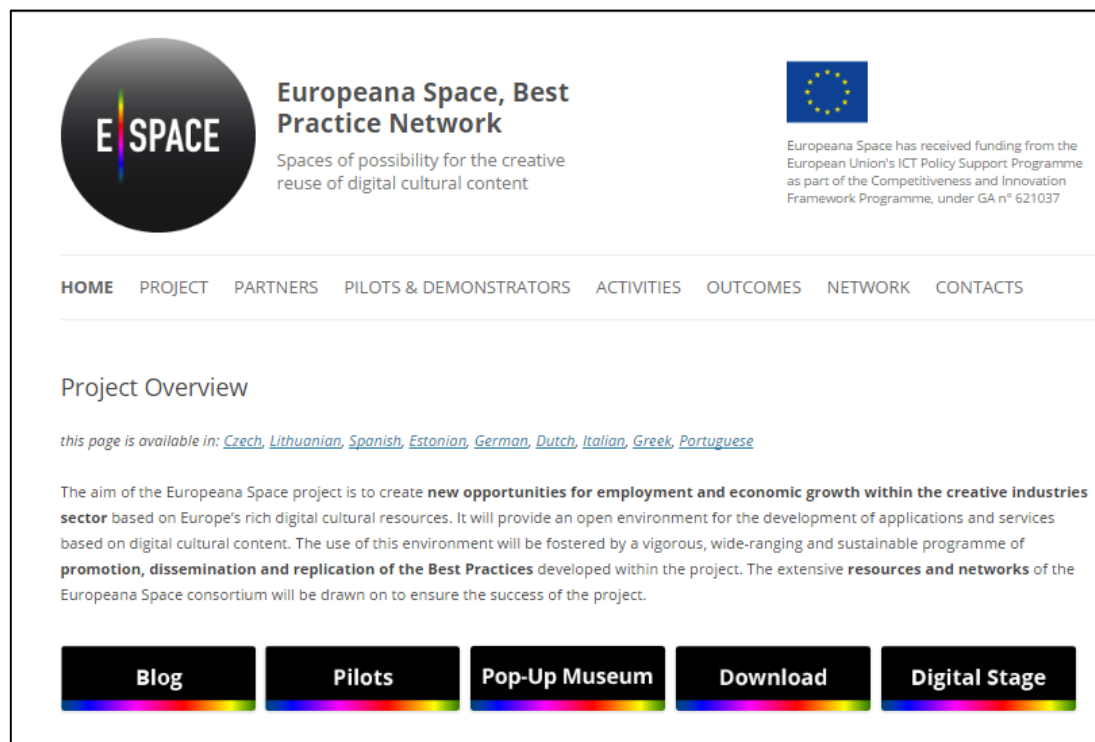 E SPACE
Europeana Space, Best
Practice Network
Spaces of possibility for the creative
reuse of digital cultural content
Europeana Space has received funding from the
European Union's ICT Policy Support Programme
as part of the Competitiveness and Innovation
Framework Programme, under GA n° 621037
HOME PROJECT PARTNERS PILOTS & DEMONSTRATORS ACTIVITIES OUTCOMES NETWORK CONTACTS
Project Overview
this page is available in: Czech, Lithuanian, Spanish, Estonian, German, Dutch, Italian, Greek, Portuguese
The aim of the Europeana Space project is to create new opportunities for employment and economic growth within the creative industries
sector based on Europe's rich digital cultural resources. It will provide an open environment for the development of applications and services
based on digital cultural content. The use of this environment will be fostered by a vigorous, wide-ranging and sustainable programme of
promotion, dissemination and replication of the Best Practices developed within the project. The extensive resources and networks of the
Europeana Space consortium will be drawn on to ensure the success of the project.
Blog Pilots Pop-Up Museum Download Digital Stage